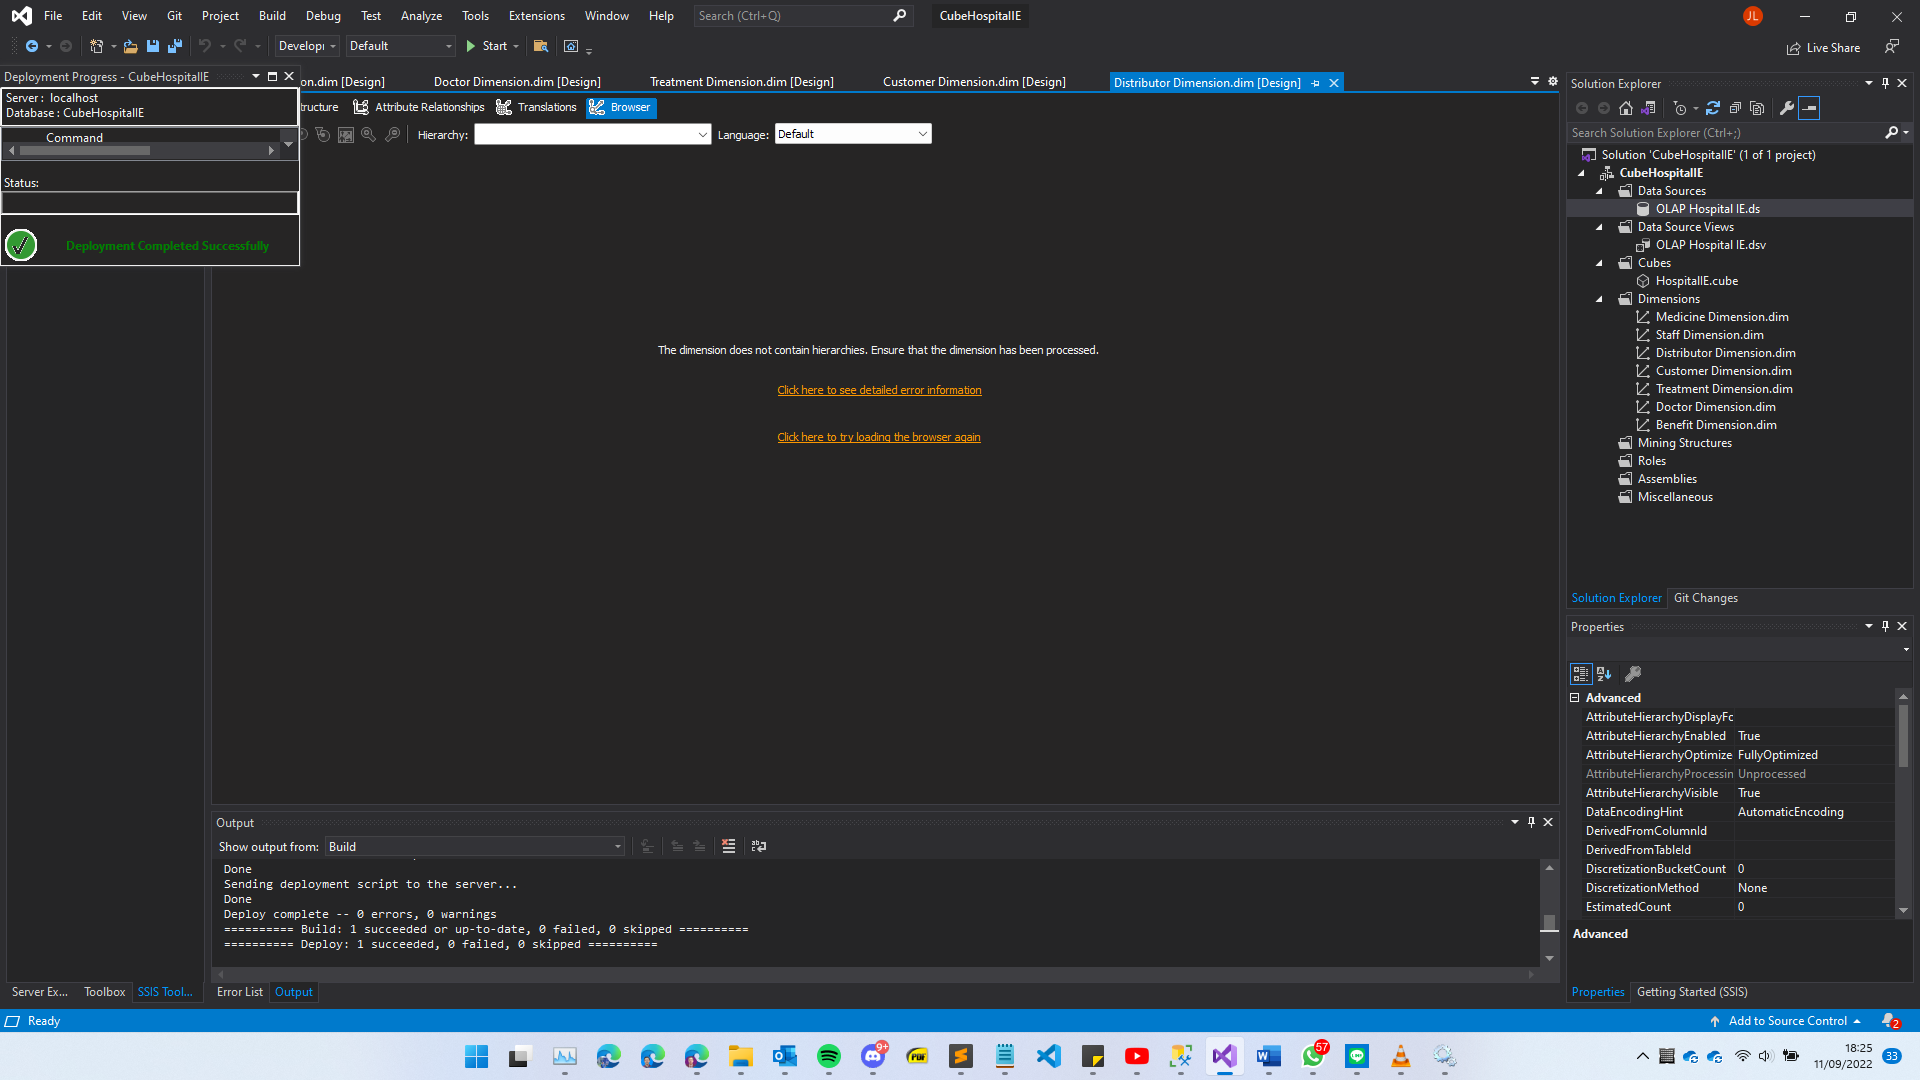 File Edit View Git Project Build Debug Test Analyze Tools Extensions Window Help Search (Ctrl+Q) CubeHospitalIE JL
Developı Default Start Live Share
Deployment Progress - CubeHospitalIE
Server : localhost
Database : CubeHospitalIE
Command
Status:
Deployment Completed Successfully
on.dim [Design] Doctor Dimension.dim [Design] Treatment Dimension.dim [Design] Customer Dimension.dim [Design] Distributor Dimension.dim [Design]
tructure Attribute Relationships Translations Browser
Hierarchy: Language: Default
The dimension does not contain hierarchies. Ensure that the dimension has been processed.
Click here to see detailed error information
Click here to try loading the browser again
Output
Show output from: Build
Done
Sending deployment script to the server...
Done
Deploy complete -- 0 errors, 0 warnings
========== Build: 1 succeeded or up-to-date, 0 failed, 0 skipped ==========
========== Deploy: 1 succeeded, 0 failed, 0 skipped ==========
Server Ex... Toolbox SSIS Tool... Error List Output
Solution Explorer
Search Solution Explorer (Ctrl+;)
Solution 'CubeHospitalIE' (1 of 1 project)
CubeHospitalIE
Data Sources
OLAP Hospital IE.ds
Data Source Views
OLAP Hospital IE.dsv
Cubes
HospitalIE.cube
Dimensions
Medicine Dimension.dim
Staff Dimension.dim
Distributor Dimension.dim
Customer Dimension.dim
Treatment Dimension.dim
Doctor Dimension.dim
Benefit Dimension.dim
Mining Structures
Roles
Assemblies
Miscellaneous
Solution Explorer Git Changes
Properties
Advanced
AttributeHierarchyDisplayFc
AttributeHierarchyEnabled True
AttributeHierarchyOptimize FullyOptimized
AttributeHierarchyProcessin Unprocessed
AttributeHierarchyVisible True
DataEncodingHint AutomaticEncoding
DerivedFromColumnId
DerivedFromTableId
DiscretizationBucketCount 0
DiscretizationMethod None
EstimatedCount 0
Advanced
Properties Getting Started (SSIS)
Ready Add to Source Control 2
9+ PDF 57 18:25
11/09/2022 33